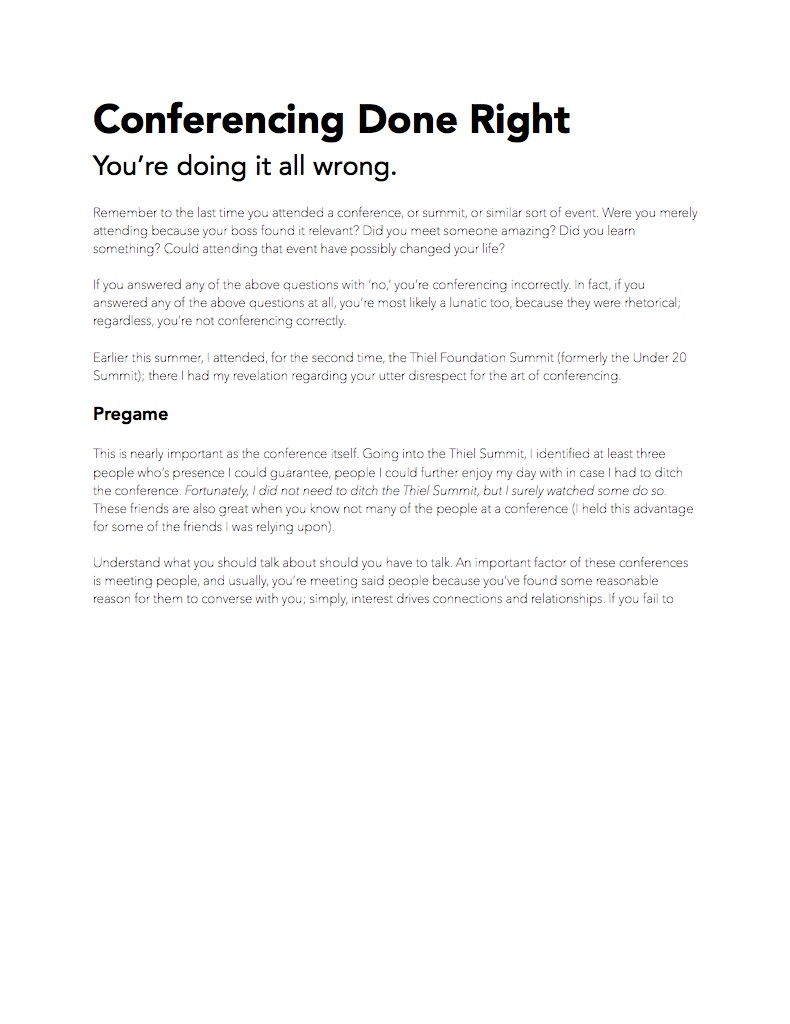 Conferencing Done Right
You’re doing it all wrong.
Remember to the last time you attended a conference, or summit, or similar sort of event. Were you merely
attending because your boss found it relevant? Did you meet someone amazing? Did you learn
something? Could attending that event have possibly changed your life?
If you answered any of the above questions with ‘no,’ you’re conferencing incorrectly. In fact, if you
answered any of the above questions at all, you’re most likely a lunatic too, because they were rhetorical;
regardless, you’re not conferencing correctly.
Earlier this summer, I attended, for the second time, the Thiel Foundation Summit (formerly the Under 20
Summit); there I had my revelation regarding your utter disrespect for the art of conferencing.
Pregame
This is nearly important as the conference itself. Going into the Thiel Summit, I identified at least three
people who’s presence I could guarantee, people I could further enjoy my day with in case I had to ditch
the conference. Fortunately, I did not need to ditch the Thiel Summit, but I surely watched some do so.
These friends are also great when you know not many of the people at a conference (I held this advantage
for some of the friends I was relying upon).
Understand what you should talk about should you have to talk. An important factor of these conferences
is meeting people, and usually, you’re meeting said people because you’ve found some reasonable
reason for them to converse with you; simply, interest drives connections and relationships. If you fail to